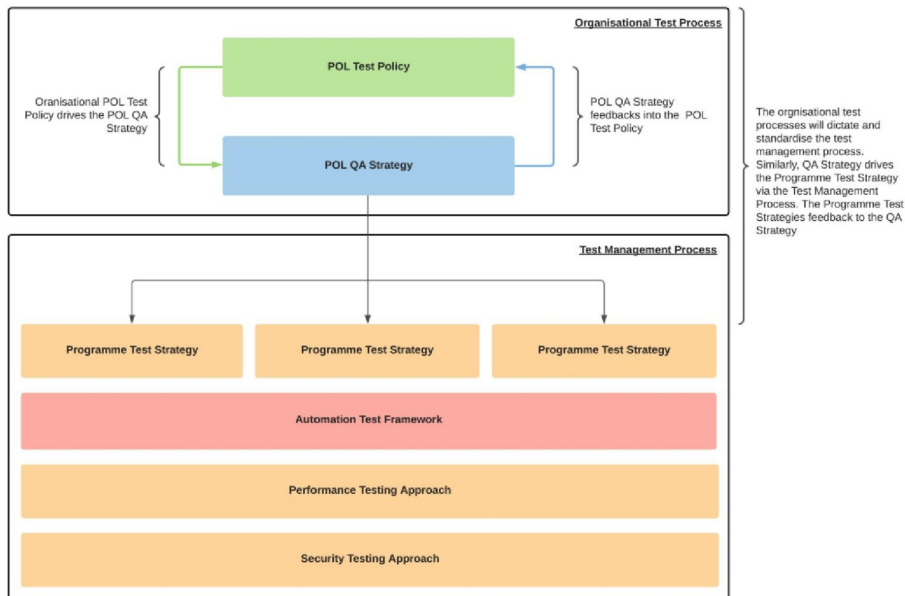 Organisational Test Process
POL Test Policy
Oranisational POL Test
Policy drives the POL QA
Strategy
POL QA Strategy
feedbacks into the  POL
Test Policy
POL QA Strategy
The orgnisational test
processes will dictate and
standardise the test
management process.
Similarly, QA Strategy drives
the Programme Test Strategy
via the Test Management
Process. The Programme Test
Strategies feedback to the QA
Strategy
Test Management Process
Programme Test Strategy
Programme Test Strategy
Programme Test Strategy
Automation Test Framework
Performance Testing Approach
Security Testing Approach